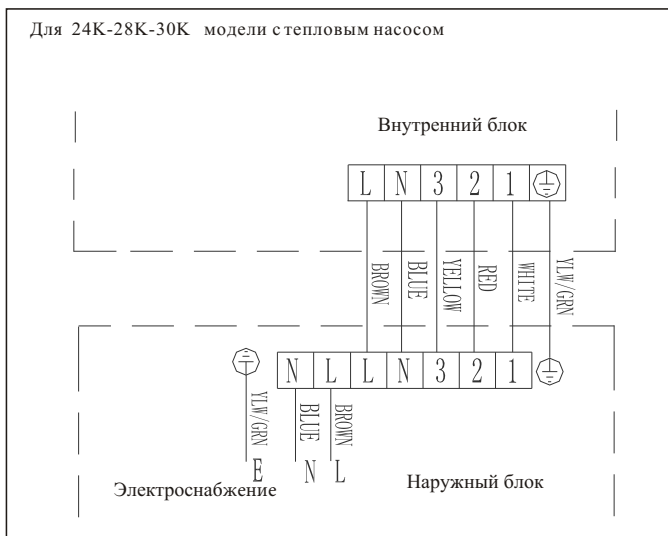 Для 24K-28K-30K модели с тепловым насосом
Внутренний блок
L N 3 2 1
BROWN BLUE YELLOW RED WHITE YLW/GRN
N L L N 3 2 1
YLW/GRN BLUE BROWN
E N L
Электроснабжение
Наружный блок